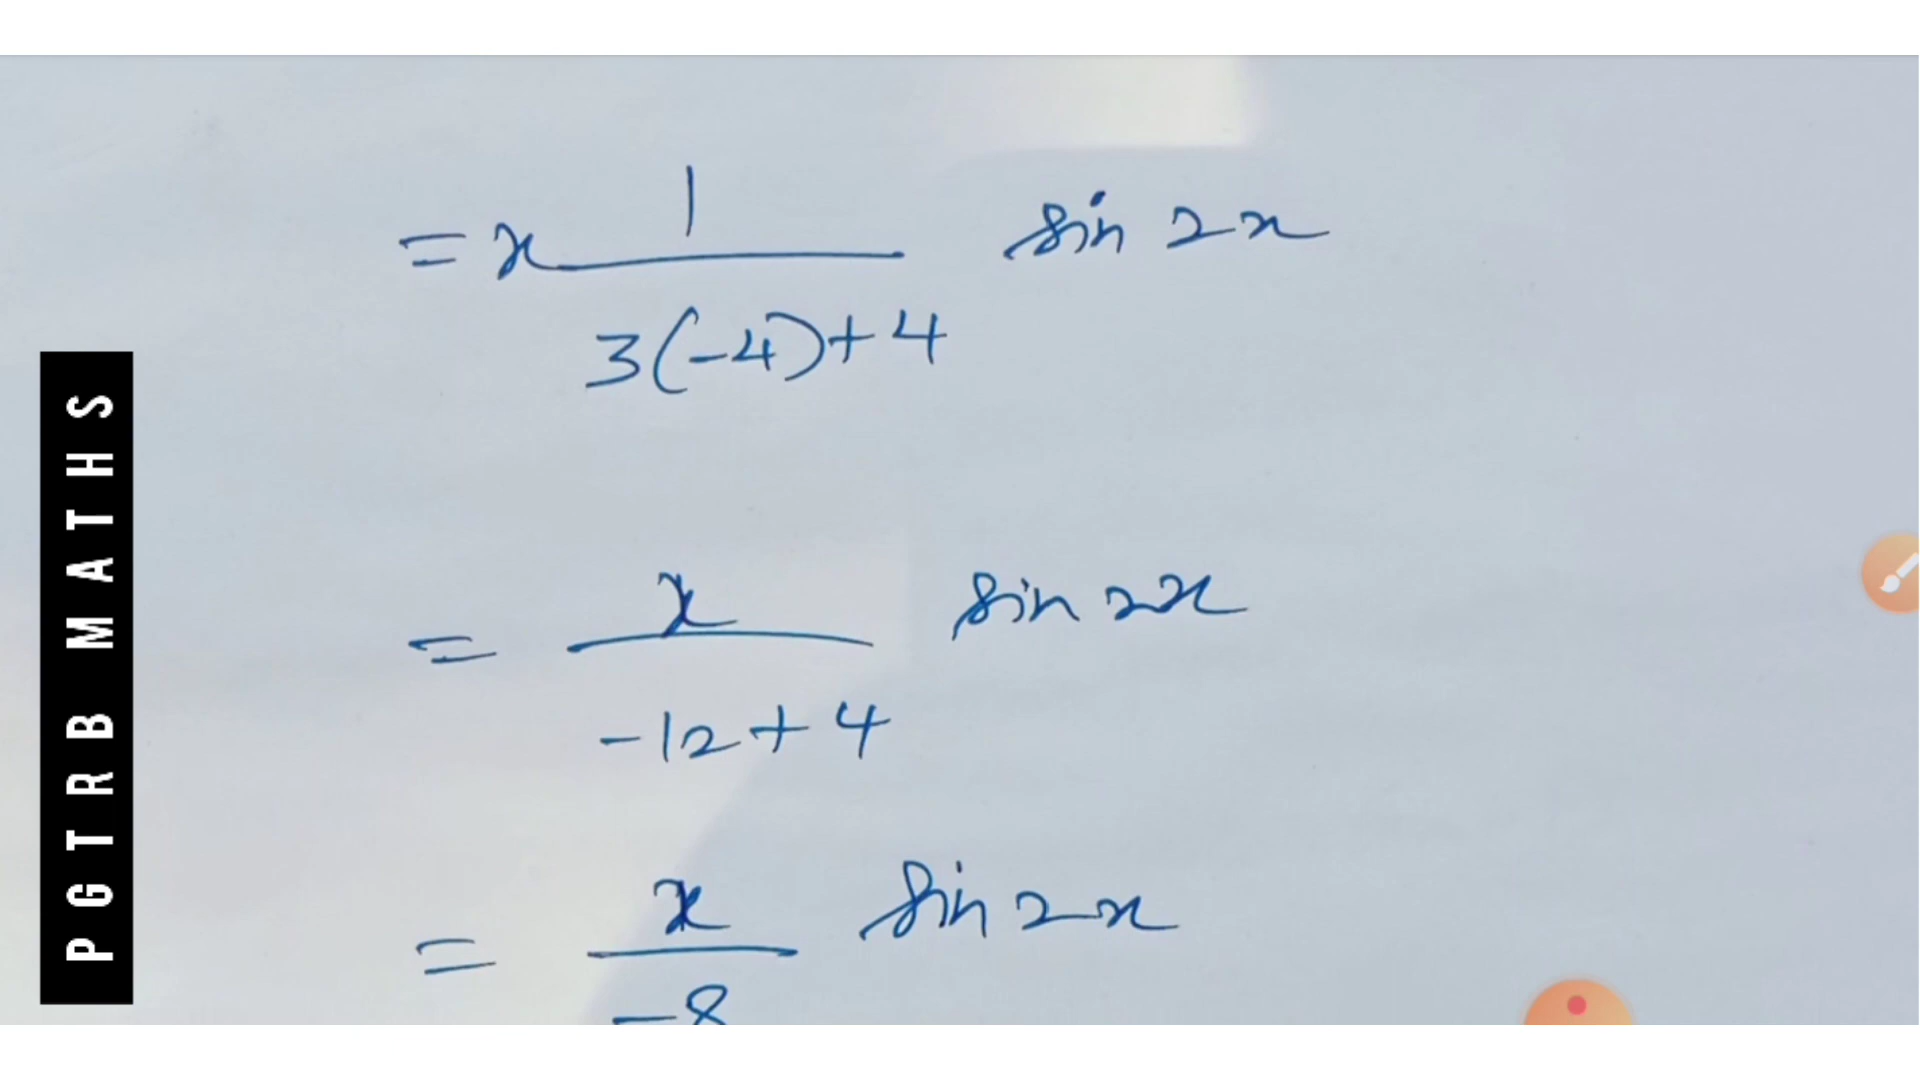 = x 1/(3(-4)+4) sin 2x
= x/(-12+4) sin 2x
= x/(-8) sin 2x
PGTRB MATHS